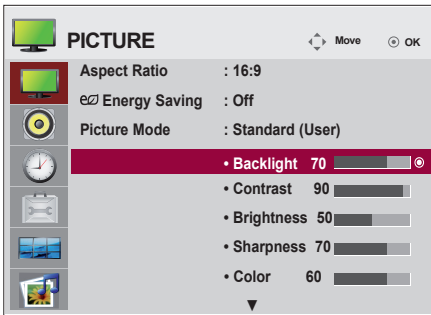 PICTURE Move OK
Aspect Ratio : 16:9
Energy Saving : Off
Picture Mode : Standard (User)
• Backlight 70
• Contrast 90
• Brightness 50
• Sharpness 70
• Color 60
▼